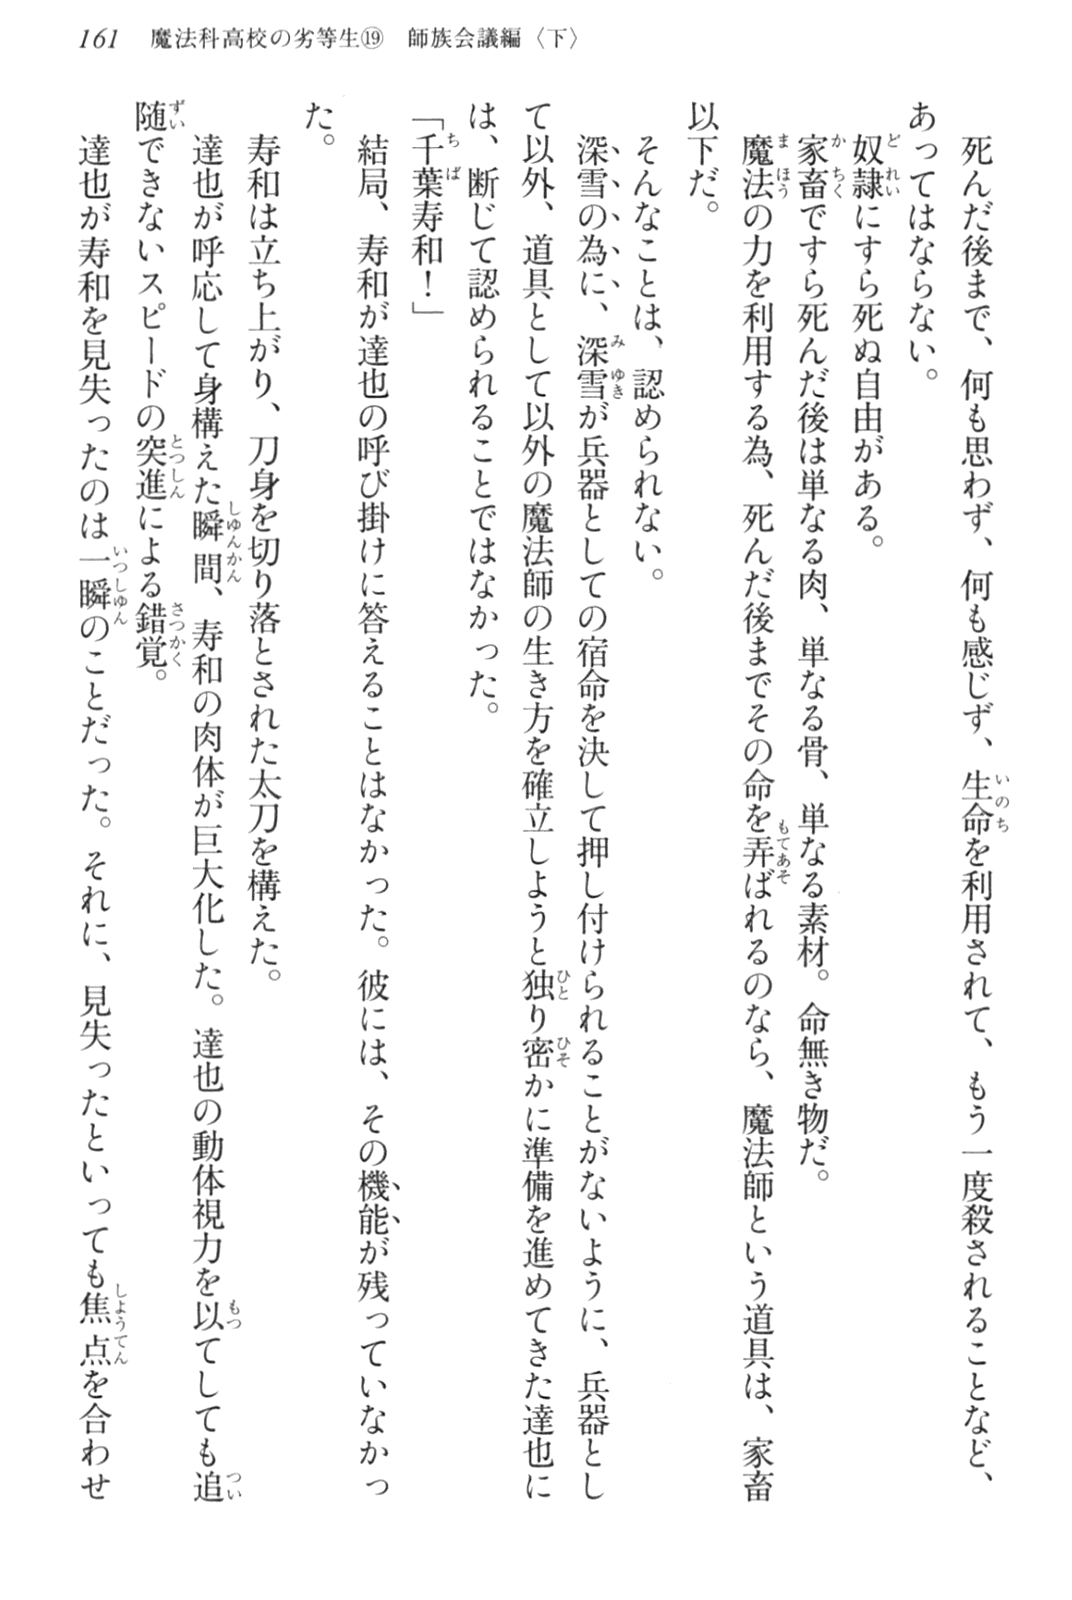 161　魔法科高校の劣等生⑲　師族会議編〈下〉
死んだ後まで、何も思わず、何も感じず、生命を利用されて、もう一度殺されることなど、
あってはならない。
奴隷にすら死ぬ自由がある。
家畜ですら死んだ後は単なる肉、単なる骨、単なる素材。命無き物だ。
魔法の力を利用する為、死んだ後までその命を弄ばれるのなら、魔法師という道具は、家畜
以下だ。
そんなことは、認められない。
深雪の為に、深雪が兵器としての宿命を決して押し付けられることがないように、兵器とし
て以外、道具として以外の魔法師の生き方を確立しようと独り密かに準備を進めてきた達也に
は、断じて認められることではなかった。
「千葉寿和！」
結局、寿和が達也の呼び掛けに答えることはなかった。彼には、その機能が残っていなかっ
た。
寿和は立ち上がり、刀身を切り落とされた太刀を構えた。
達也が呼応して身構えた瞬間、寿和の肉体が巨大化した。達也の動体視力を以てしても追
随できないスピードの突進による錯覚。
達也が寿和を見失ったのは一瞬のことだった。それに、見失ったといっても焦点を合わせ